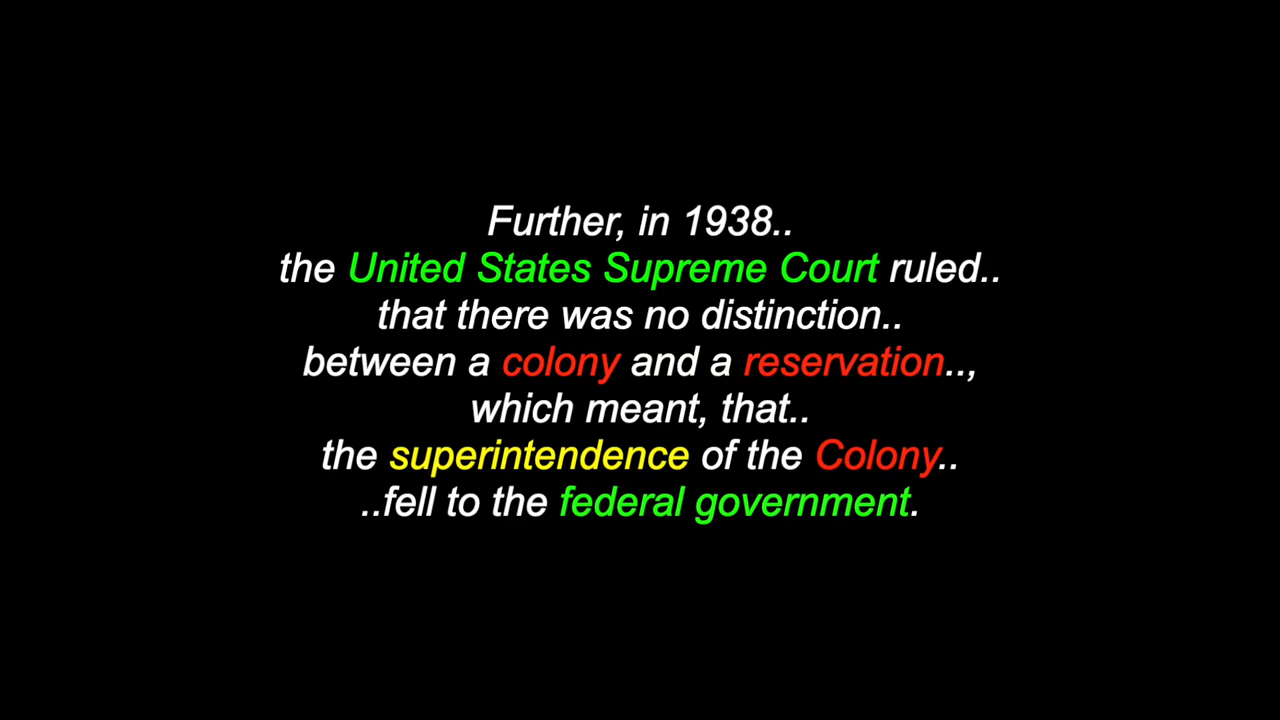 Further, in 1938..
the United States Supreme Court ruled..
that there was no distinction..
between a colony and a reservation..,
which meant, that..
the superintendence of the Colony..
..fell to the federal government.